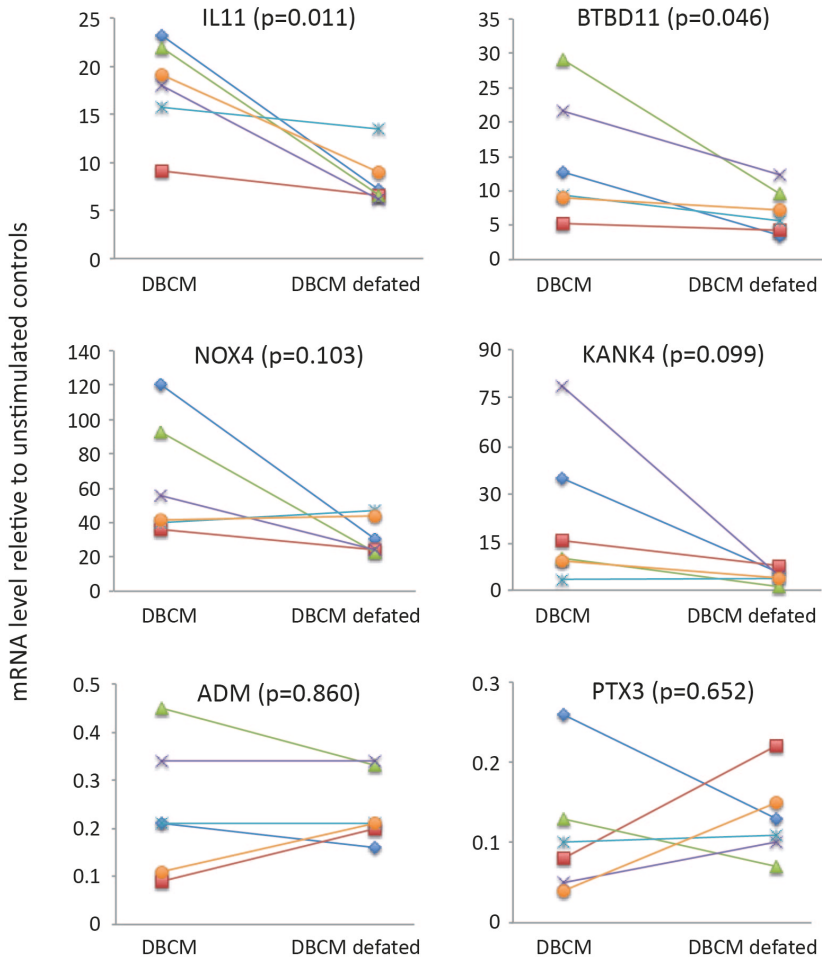 mRNA level reletive to unstimulated controls
IL11 (p=0.011)
25
20
15
10
5
0
DBCM
DBCM defated
BTBD11 (p=0.046)
35
30
25
20
15
10
5
0
DBCM
DBCM defated
NOX4 (p=0.103)
140
120
100
80
60
40
20
0
DBCM
DBCM defated
KANK4 (p=0.099)
90
75
60
30
15
0
DBCM
DBCM defated
ADM (p=0.860)
0.5
0.4
0.3
0.2
0.1
0
DBCM
DBCM defated
PTX3 (p=0.652)
0.3
0.2
0.1
0
DBCM
DBCM defated